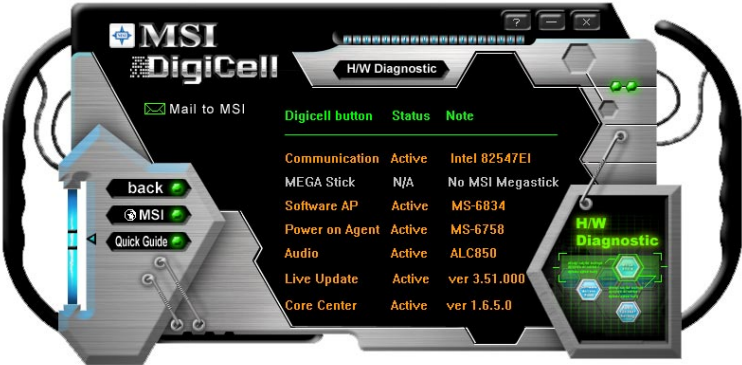 MSI
DigiCell
H/W Diagnostic
Mail to MSI
Digicell button Status Note
Communication Active Intel 82547EI
MEGA Stick N/A No MSI Megastick
Software AP Active MS-6834
Power on Agent Active MS-6758
Audio Active ALC850
Live Update Active ver 3.51.000
Core Center Active ver 1.6.5.0
back
MSI
Quick Guide
H/W
Diagnostic